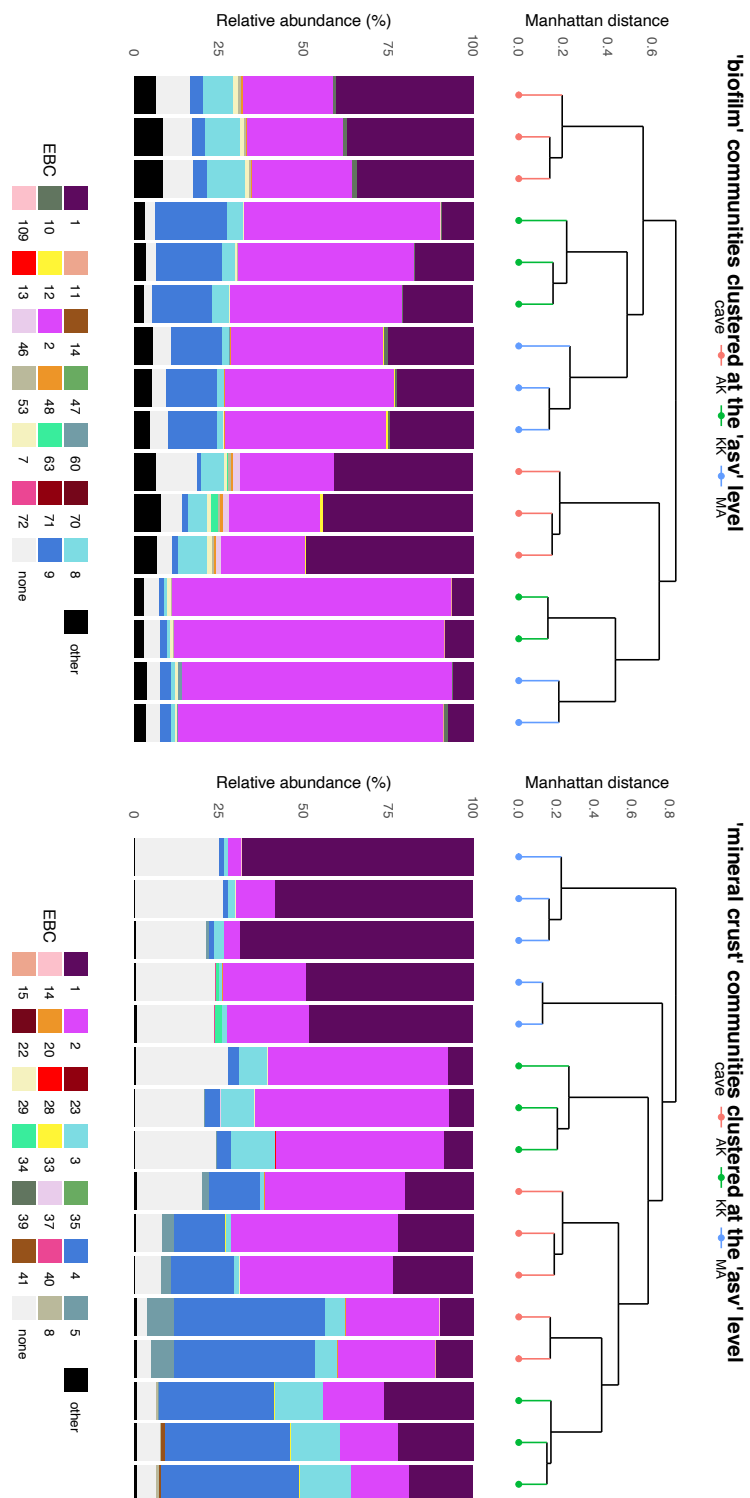 'biofilm' communities clustered at the 'asv' level
cave AK KK MA
Manhattan distance
0.6
0.4
0.2
0.0
Relative abundance (%)
100
75
50
25
0
EBC
1 11 14 47 60 70 8 other
10 12 2 48 63 71 9
109 13 46 53 7 72 none
'mineral crust' communities clustered at the 'asv' level
cave AK KK MA
Manhattan distance
0.8
0.6
0.4
0.2
0.0
Relative abundance (%)
100
75
50
25
0
EBC
1 2 23 3 35 4 5 other
14 20 28 33 37 40 8
15 22 29 34 39 41 none